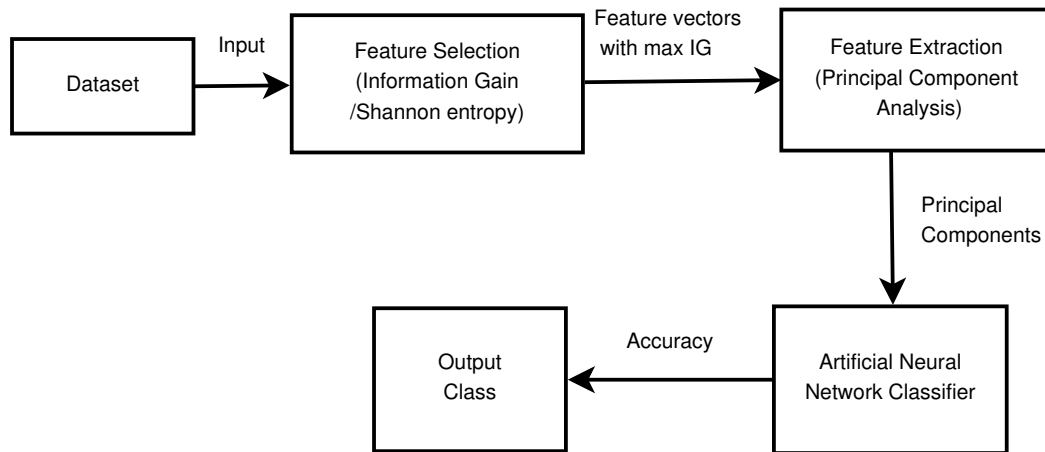 Dataset
Input
Feature Selection
(Information Gain
/Shannon entropy)
Feature vectors
with max IG
Feature Extraction
(Principal Component
Analysis)
Principal
Components
Artificial Neural
Network Classifier
Accuracy
Output
Class